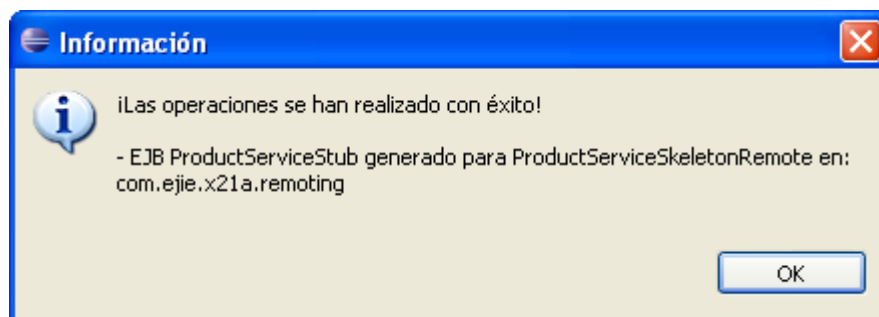 Información
¡Las operaciones se han realizado con éxito!
- EJB ProductServiceStub generado para ProductServiceSkeletonRemote en:
com.ejie.x21a.remoting
OK